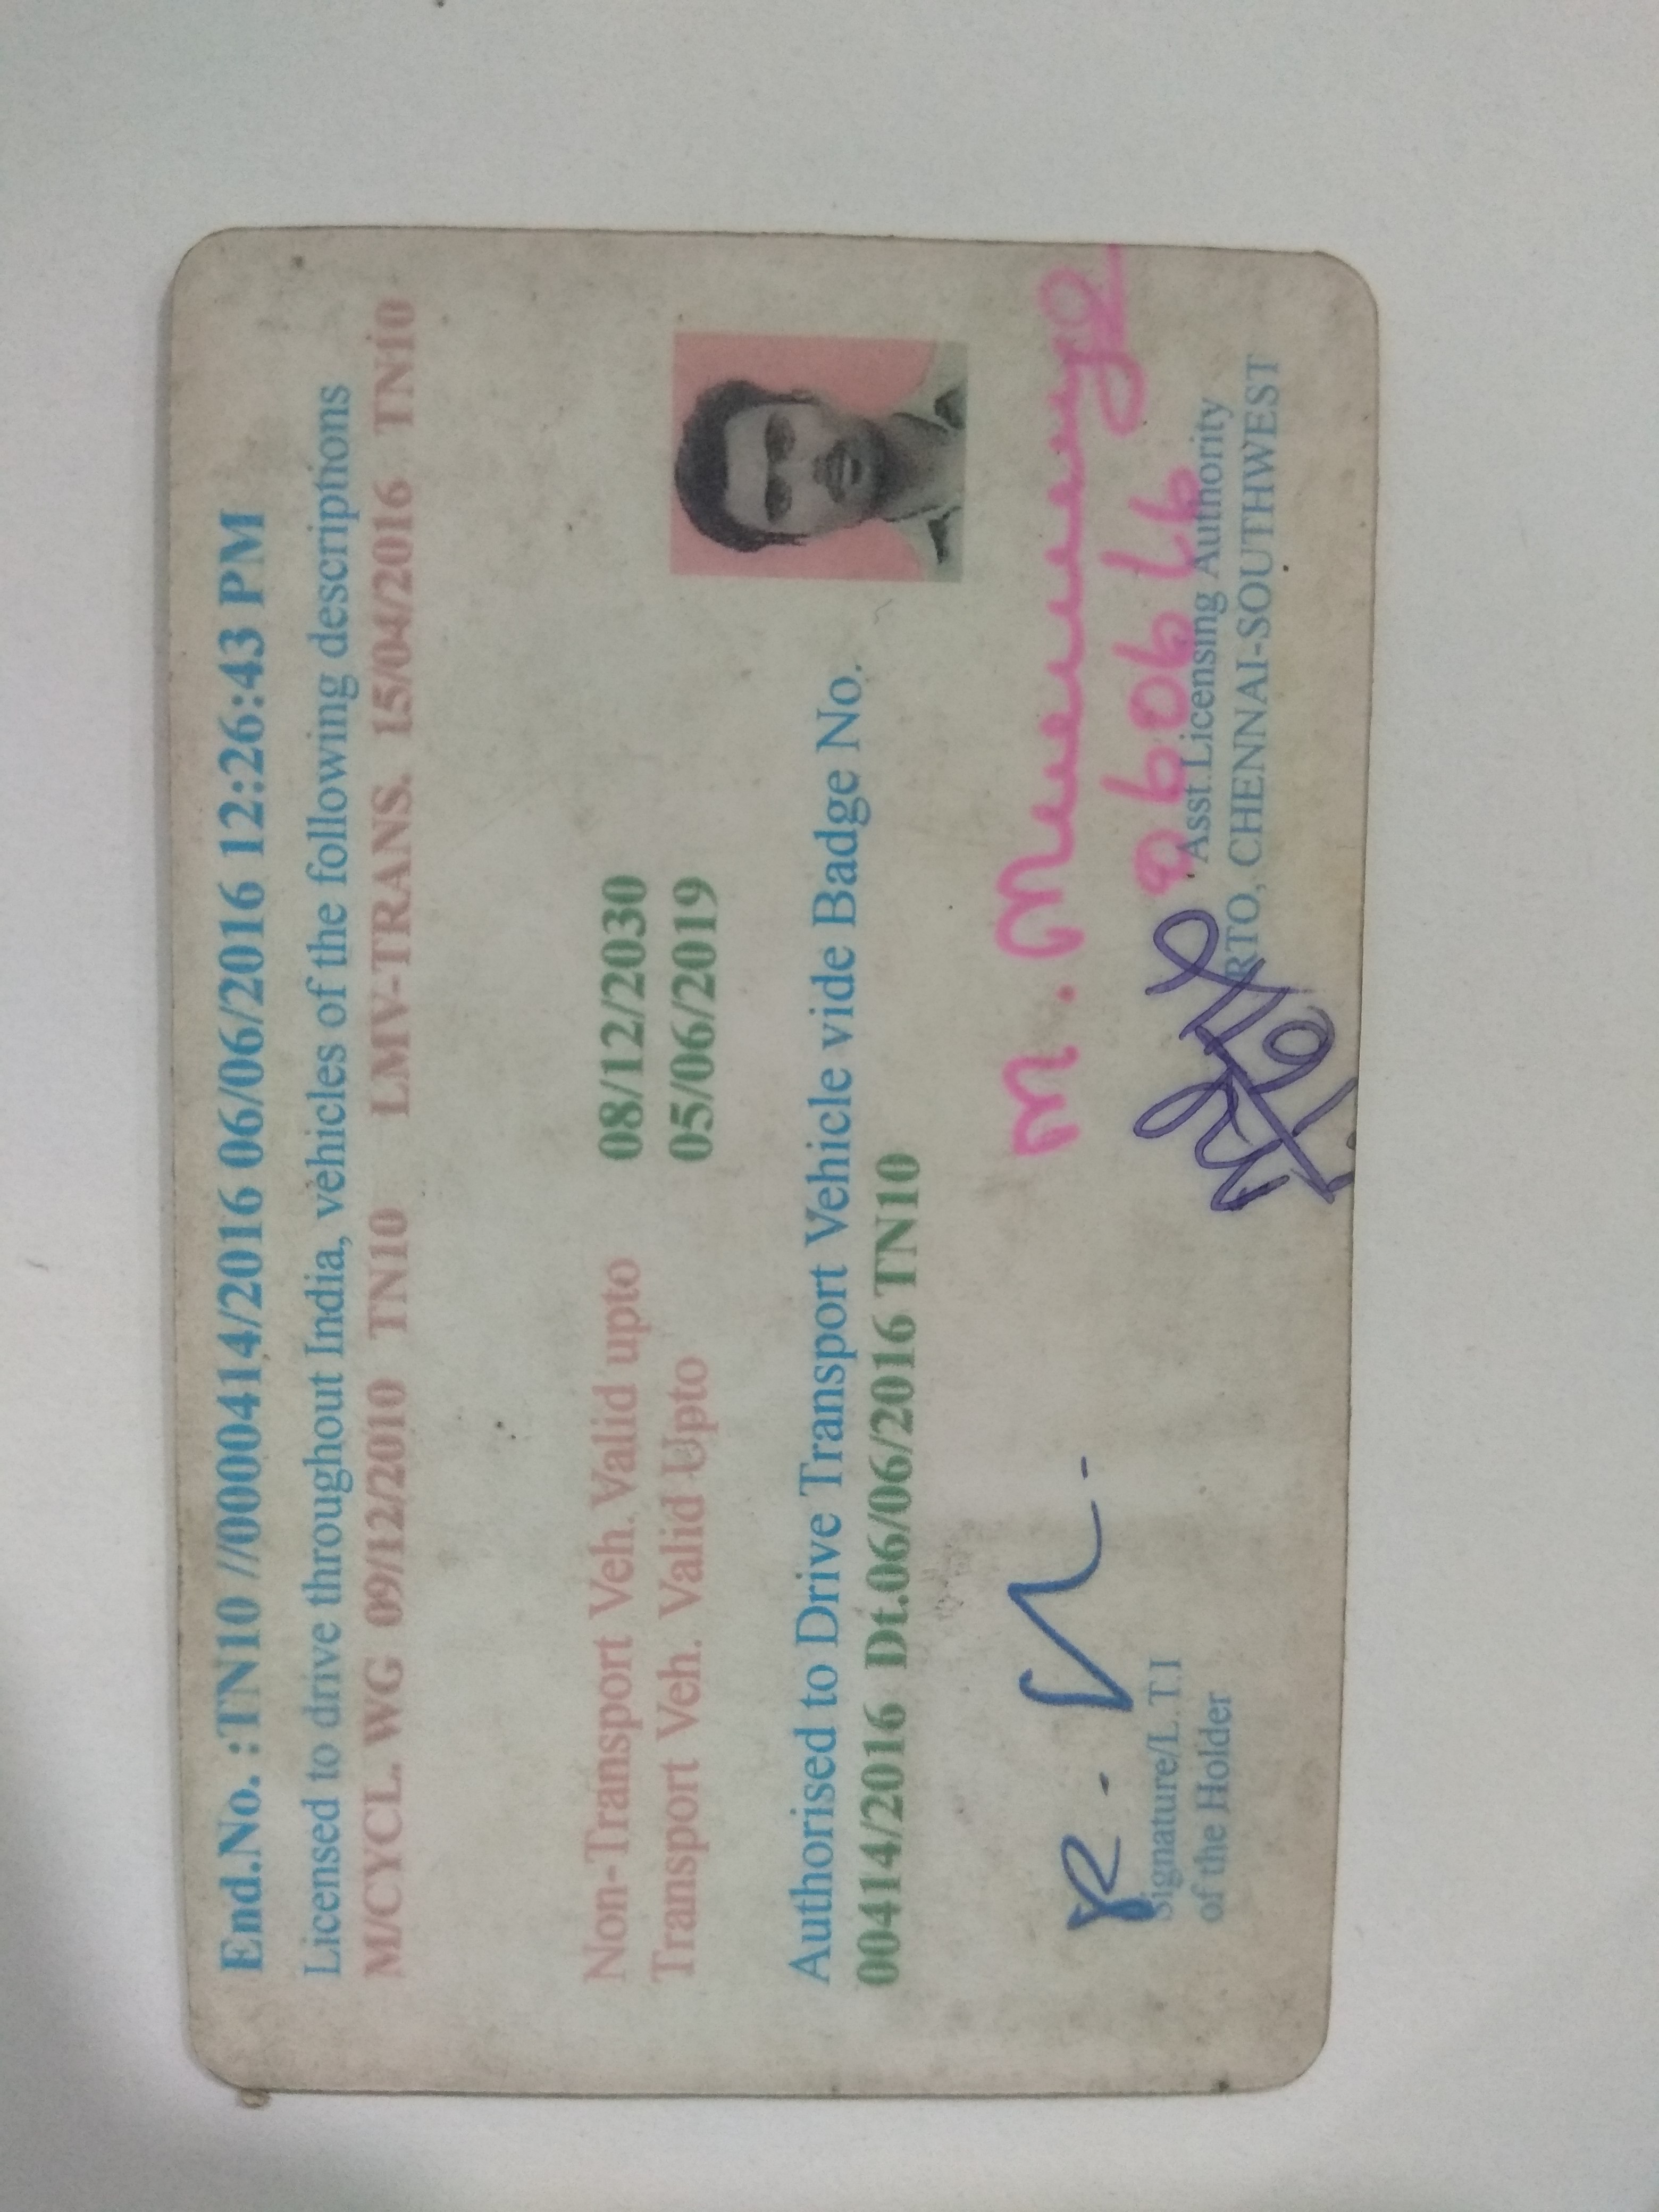 End.No. :TN10 //0000414/2016 06/06/2016 12:26:43 PM
Licensed to drive throughout India, vehicles of the following descriptions
M/CYCL. WG 09/12/2010 TN10 LMV-TRANS. 15/04/2016 TN10
Non-Transport Veh. Valid upto 08/12/2030
Transport Veh. Valid Upto 05/06/2019
Authorised to Drive Transport Vehicle vide Badge No.
00414/2016 Dt.06/06/2016 TN10
Signature/L.T.I
of the Holder
Asst.Licensing Authority
RTO, CHENNAI-SOUTHWEST